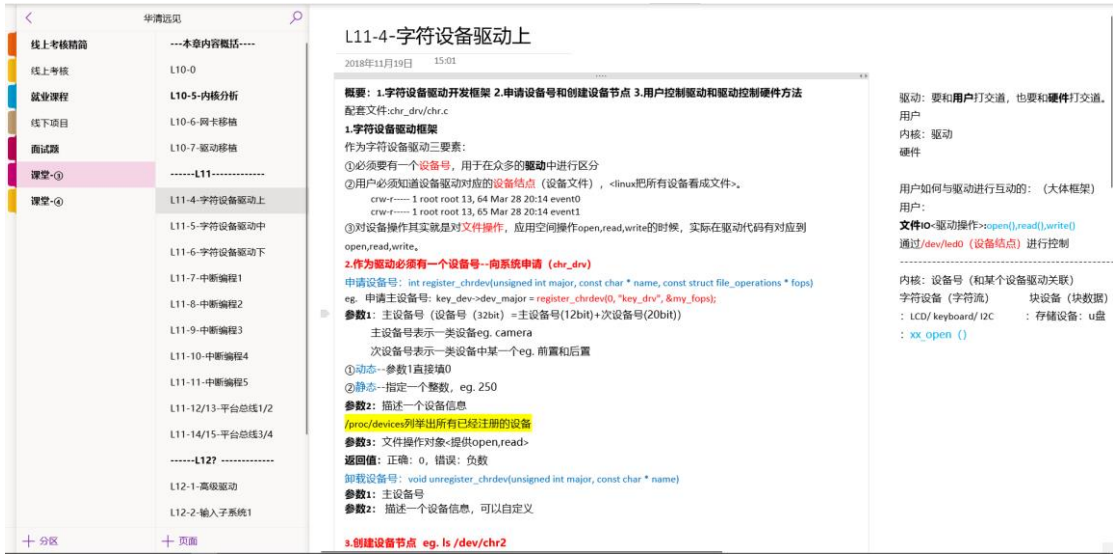 华清远见
线上考核精简
线上考核
就业课程
线下项目
面试题
课堂-③
课堂-④
+ 分区
---本章内容概括----
L10-0
L10-5-内核分析
L10-6-网卡移植
L10-7-驱动移植
------L11-------------
L11-4-字符设备驱动上
L11-5-字符设备驱动中
L11-6-字符设备驱动下
L11-7-中断编程1
L11-8-中断编程2
L11-9-中断编程3
L11-10-中断编程4
L11-11-中断编程5
L11-12/13-平台总线1/2
L11-14/15-平台总线3/4
------L12? -------------
L12-1-高级驱动
L12-2-输入子系统1
+ 页面
L11-4-字符设备驱动上
2018年11月19日 15:01
概要：1.字符设备驱动开发框架 2.申请设备号和创建设备节点 3.用户控制驱动和驱动控制硬件方法
配套文件:chr_drv/chr.c
1.字符设备驱动框架
作为字符设备驱动三要素：
①必须要有一个设备号，用于在众多的驱动中进行区分
②用户必须知道设备驱动对应的设备结点（设备文件），<linux把所有设备看成文件>。
crw-r----- 1 root root 13, 64 Mar 28 20:14 event0
crw-r----- 1 root root 13, 65 Mar 28 20:14 event1
③对设备操作其实就是对文件操作，应用空间操作open,read,write的时候，实际在驱动代码有对应到
open,read,write。
2.作为驱动必须有一个设备号--向系统申请（chr_drv）
申请设备号：int register_chrdev(unsigned int major, const char * name, const struct file_operations * fops)
eg. 申请主设备号: key_dev->dev_major = register_chrdev(0, "key_drv", &my_fops);
参数1：主设备号（设备号（32bit）=主设备号(12bit)+次设备号(20bit)）
主设备号表示一类设备eg. camera
次设备号表示一类设备中某一个eg. 前置和后置
①动态--参数1直接填0
②静态--指定一个整数，eg. 250
参数2：描述一个设备信息
/proc/devices列举出所有已经注册的设备
参数3：文件操作对象<提供open,read>
返回值：正确：0，错误：负数
卸载设备号：void unregister_chrdev(unsigned int major, const char * name)
参数1：主设备号
参数2： 描述一个设备信息，可以自定义
3.创建设备节点 eg. ls /dev/chr2
驱动：要和用户打交道，也要和硬件打交道。
用户
内核：驱动
硬件
用户如何与驱动进行互动的：（大体框架）
用户：
文件IO<驱动操作>:open(),read(),write()
通过/dev/led0（设备结点）进行控制
----------------------------------------------------
内核：设备号（和某个设备驱动关联）
字符设备（字符流） 块设备（块数据）
：LCD/ keyboard/ I2C ：存储设备：u盘
：xx_open（）